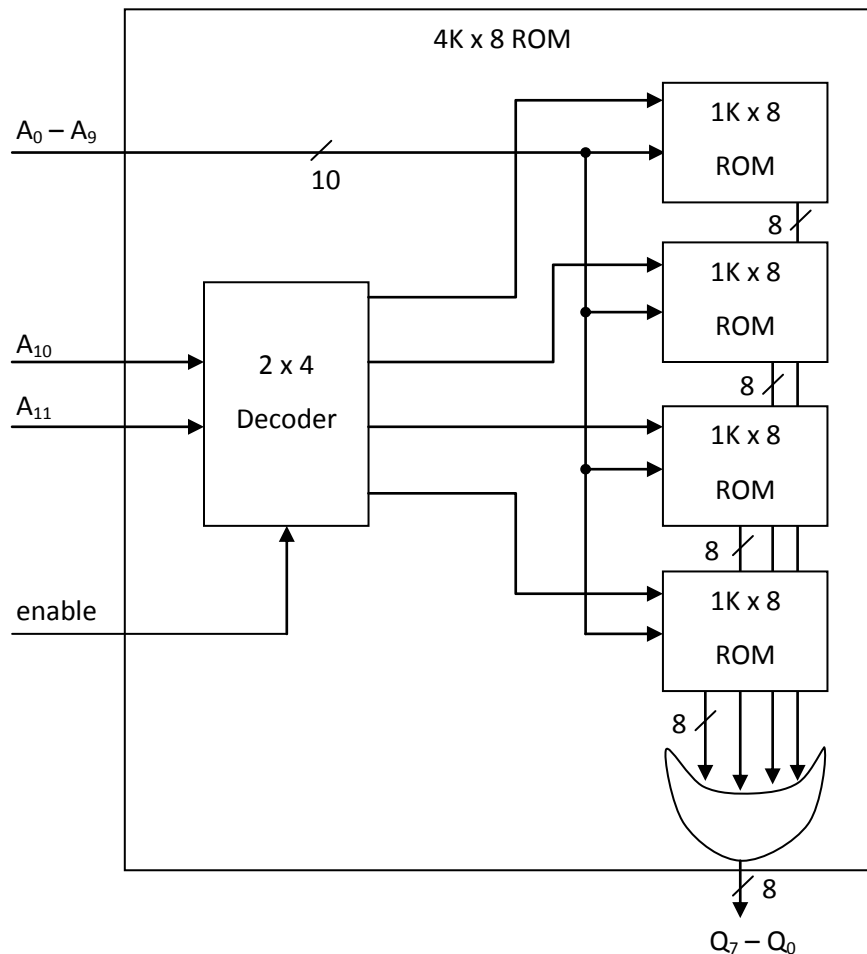 4K x 8 ROM
A₀ – A₉
10
1K x 8
ROM
8
1K x 8
ROM
8
A₁₀
A₁₁
2 x 4
Decoder
1K x 8
ROM
8
enable
1K x 8
ROM
8
8
Q₇ – Q₀